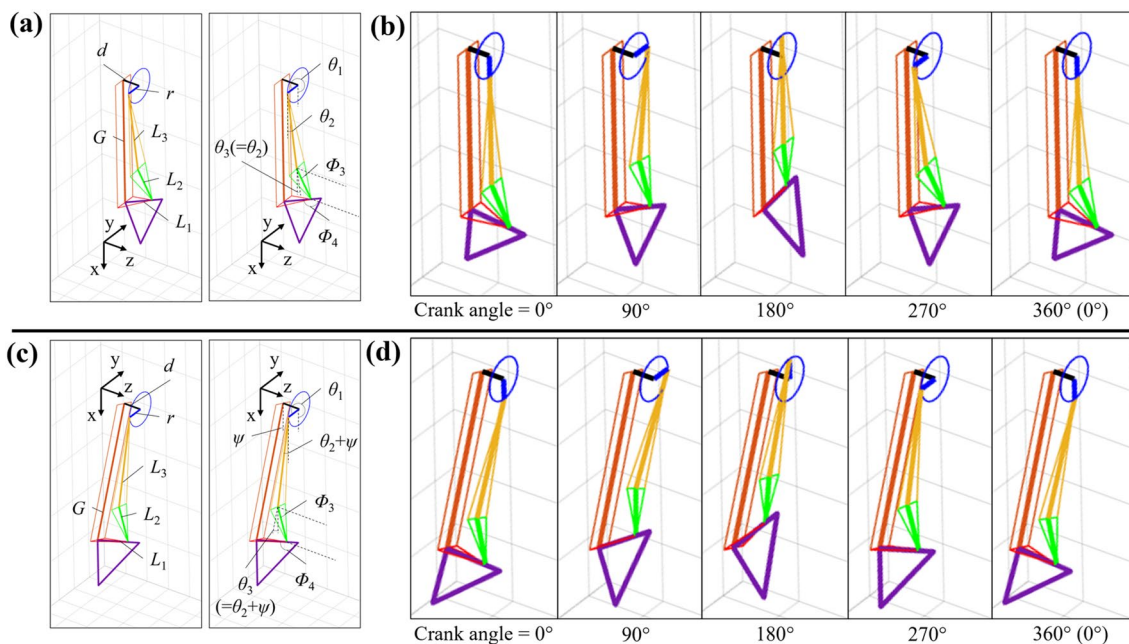 (a)
d
θ1
r
G
L3
θ2
θ3(=θ2)
Φ3
L2
L1
Φ4
y
z
x
y
z
x
(b)
Crank angle = 0°
90°
180°
270°
360° (0°)
(c)
y
z
x
d
r
L3
G
L2
L1
y
z
x
θ1
ψ
θ2+ψ
Φ3
θ3
(=θ2+ψ)
Φ4
(d)
Crank angle = 0°
90°
180°
270°
360° (0°)